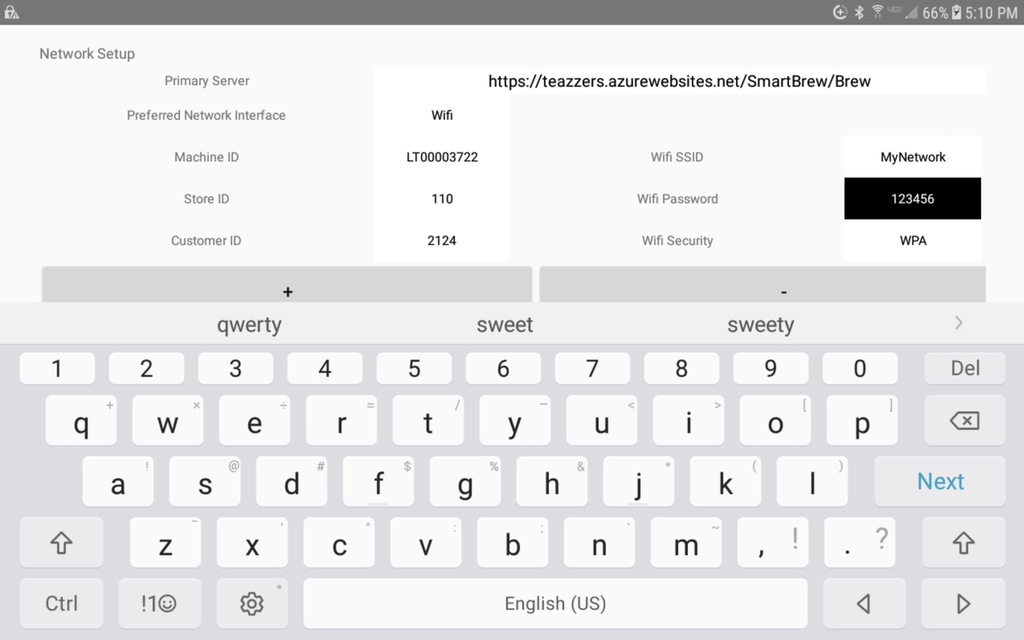 66% 5:10 PM
Network Setup
Primary Server https://teazzers.azurewebsites.net/SmartBrew/Brew
Preferred Network Interface Wifi
Machine ID LT00003722 Wifi SSID MyNetwork
Store ID 110 Wifi Password 123456
Customer ID 2124 Wifi Security WPA
+ -
qwerty sweet sweety >
1 2 3 4 5 6 7 8 9 0 Del
q + w × e ÷ r = t / y − u < i > o [ p ]
a ! s @ d # f $ g % h & j * k ( l ) Next
z - x ' c " v : b ; n ` m ~ , ! . ?
Ctrl !1☺ English (US)